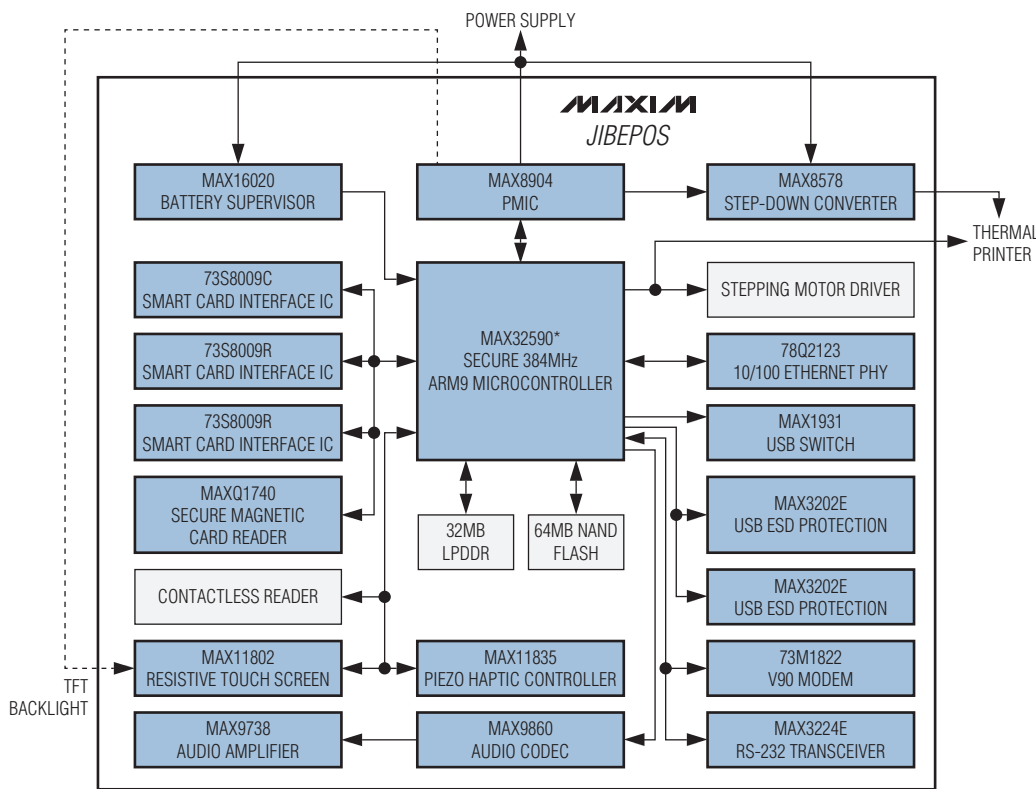 POWER SUPPLY
MAXIM
JIBEPOS
MAX16020
BATTERY SUPERVISOR
MAX8904
PMIC
MAX8578
STEP-DOWN CONVERTER
THERMAL
PRINTER
73S8009C
SMART CARD INTERFACE IC
73S8009R
SMART CARD INTERFACE IC
73S8009R
SMART CARD INTERFACE IC
MAXQ1740
SECURE MAGNETIC
CARD READER
CONTACTLESS READER
MAX11802
RESISTIVE TOUCH SCREEN
TFT
BACKLIGHT
MAX9738
AUDIO AMPLIFIER
MAX32590*
SECURE 384MHz
ARM9 MICROCONTROLLER
32MB
LPDDR
64MB NAND
FLASH
MAX11835
PIEZO HAPTIC CONTROLLER
MAX9860
AUDIO CODEC
STEPPING MOTOR DRIVER
78Q2123
10/100 ETHERNET PHY
MAX1931
USB SWITCH
MAX3202E
USB ESD PROTECTION
MAX3202E
USB ESD PROTECTION
73M1822
V90 MODEM
MAX3224E
RS-232 TRANSCEIVER